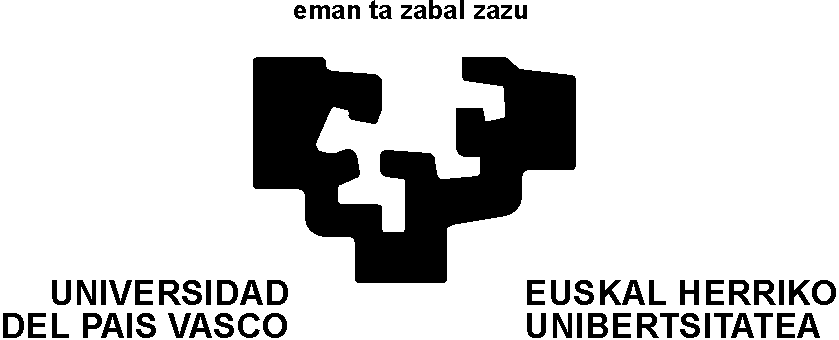 eman ta zabal zazu
UNIVERSIDAD
DEL PAIS VASCO
EUSKAL HERRIKO
UNIBERTSITATEA